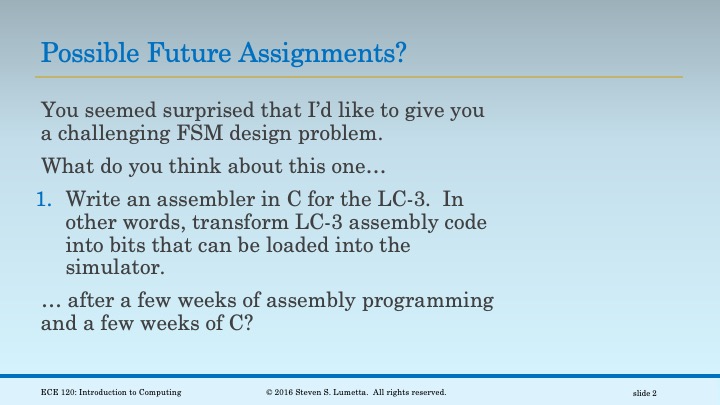 Possible Future Assignments?
You seemed surprised that I’d like to give you
a challenging FSM design problem.
What do you think about this one…
1. Write an assembler in C for the LC-3.  In
other words, transform LC-3 assembly code
into bits that can be loaded into the
simulator.
… after a few weeks of assembly programming
and a few weeks of C?
ECE 120: Introduction to Computing
© 2016 Steven S. Lumetta.  All rights reserved.
slide 2